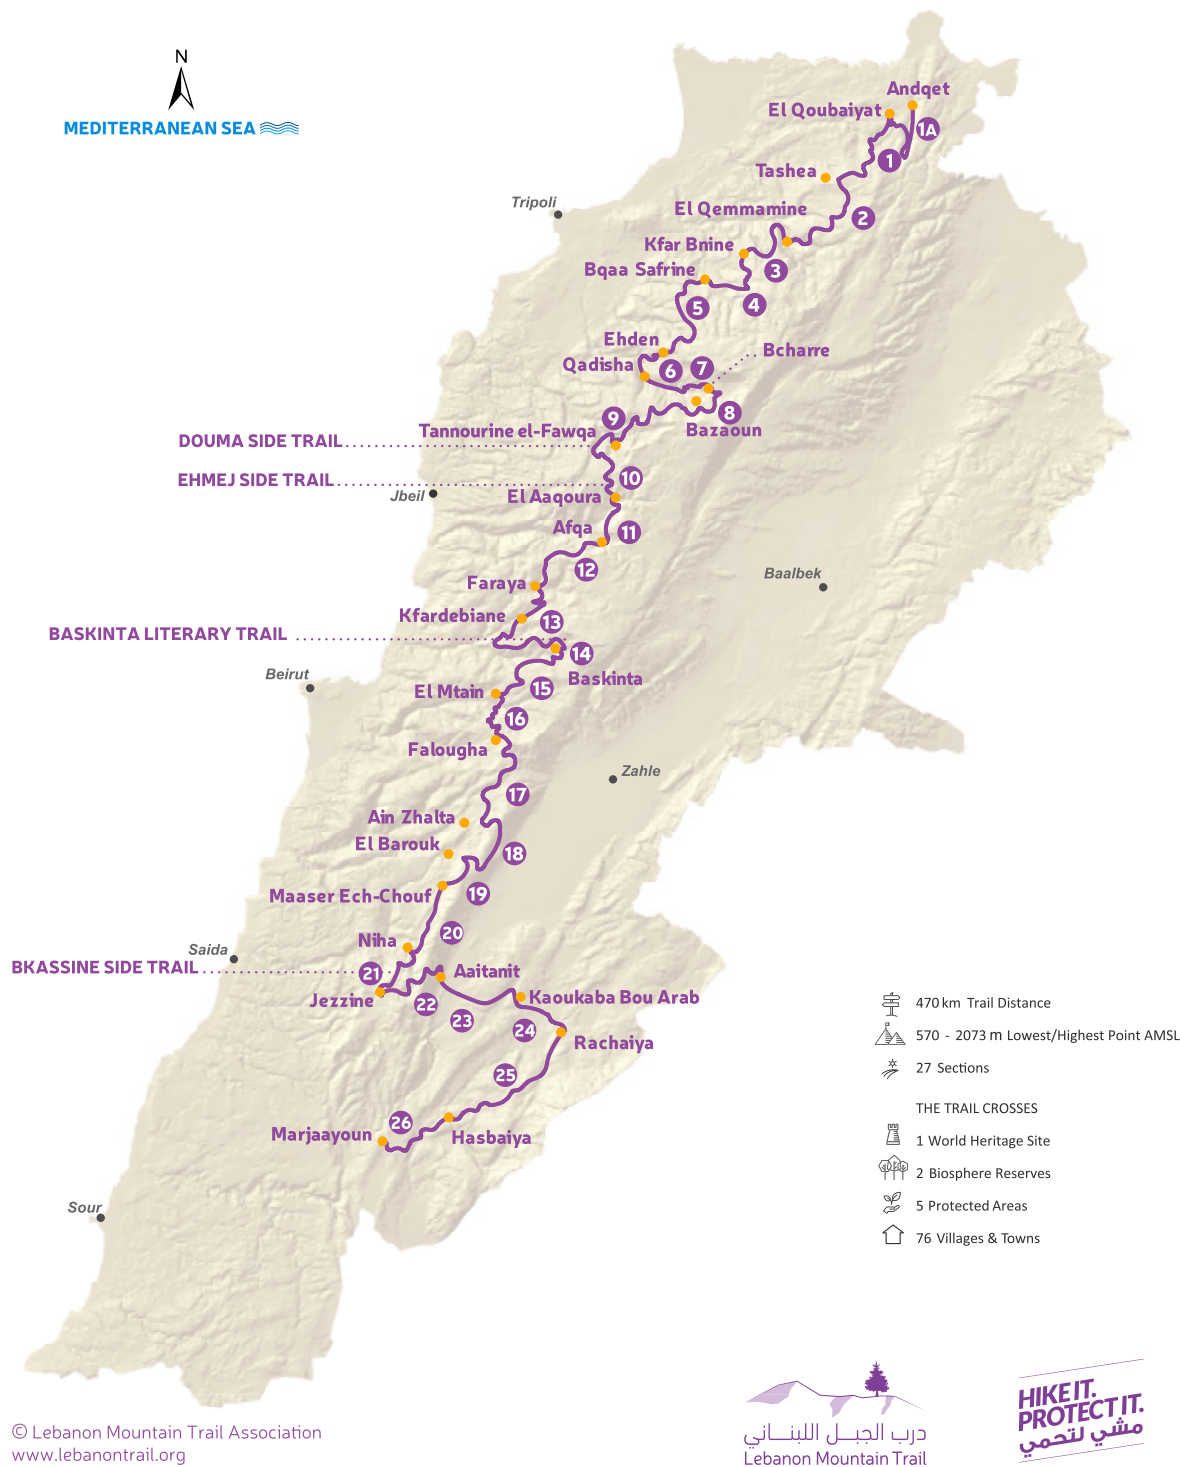 N
MEDITERRANEAN SEA
Andqet
El Qoubaiyat
1A
1
Tashea
2
Tripoli
El Qemmamine
Kfar Bnine
3
Bqaa Safrine
4
5
Ehden
Bcharre
Qadisha
6
7
8
9
Tannourine el-Fawqa
Bazaoun
DOUMA SIDE TRAIL
EHMEJ SIDE TRAIL
10
Jbeil
El Aaqoura
Afqa
11
12
Baalbek
Faraya
Kfardebiane
13
BASKINTA LITERARY TRAIL
14
Baskinta
Beirut
El Mtain
15
16
Falougha
Zahle
17
Ain Zhalta
El Barouk
18
Maaser Ech-Chouf
19
20
Niha
Saida
BKASSINE SIDE TRAIL
21
Aaitanit
Jezzine
22
Kaoukaba Bou Arab
23
24
Rachaiya
25
26
Marjaayoun
Hasbaiya
Sour
470 km Trail Distance
570 - 2073 m Lowest/Highest Point AMSL
27 Sections
THE TRAIL CROSSES
1 World Heritage Site
2 Biosphere Reserves
5 Protected Areas
76 Villages & Towns
© Lebanon Mountain Trail Association
www.lebanontrail.org
درب الجبل اللبناني
Lebanon Mountain Trail
HIKE IT.
PROTECT IT.
مشي لتحمي